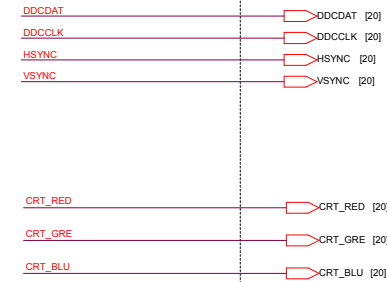 DDCDAT DDCDAT [20]
DDCCLK DDCCLK [20]
HSYNC HSYNC [20]
VSYNC VSYNC [20]
CRT_RED CRT_RED [20]
CRT_GRE CRT_GRE [20]
CRT_BLU CRT_BLU [20]